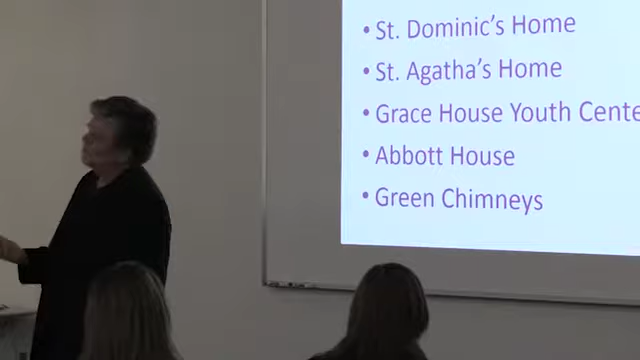 • St. Dominic's Home
• St. Agatha's Home
• Grace House Youth Cente
• Abbott House
• Green Chimneys